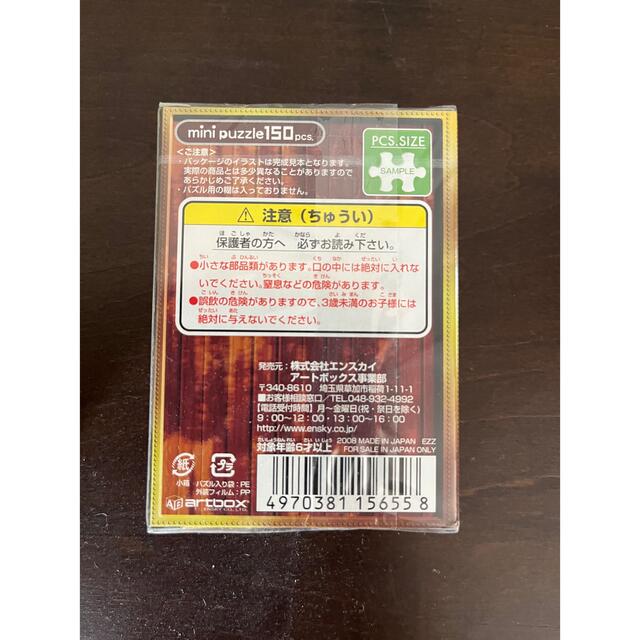 mini puzzle150pcs.
PCS.SIZE
SAMPLE
<ご注意>
・パッケージのイラストは完成見本となります。
実際の商品とは多少異なることがありますので
あらかじめご了承ください。
・パズル用の糊は入っておりません。
注意(ちゅうい)
保護者の方へ 必ずお読み下さい。
●小さな部品類があります。口の中には絶対に入れな
いでください。窒息などの危険があります。
●誤飲の危険がありますので、3歳未満のお子様には
絶対に与えないでください。
発売元:株式会社エンスカイ
アートボックス事業部
〒340-8610 埼玉県草加市稲荷1-11-1
〈お客様相談窓口〉TEL.048-932-4992
【電話受付時間】月〜金曜日(祝・祭日を除く)
9:00〜12:00・13:00〜16:00
http://www.ensky.co.jp/
対象年齢6才以上
2008 MADE IN JAPAN EZZ
FOR SALE IN JAPAN ONLY
紙
プラ
小箱
パズル入り袋:PE
外装フィルム:PP
artbox
ENSKY CO., LTD.
4970381156558